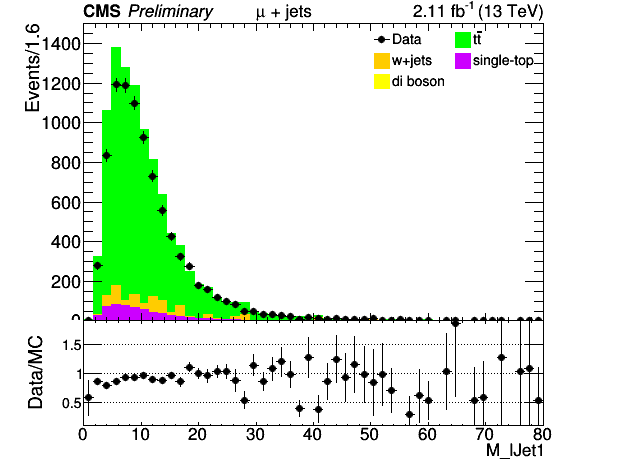 CMS Preliminary μ + jets 2.11 fb⁻¹ (13 TeV)
Events/1.6
1400
1200
1000
800
600
400
200
0
Data
tt̄
w+jets
single-top
di boson
Data/MC
1.5
1
0.5
0 10 20 30 40 50 60 70 80
M_lJet1